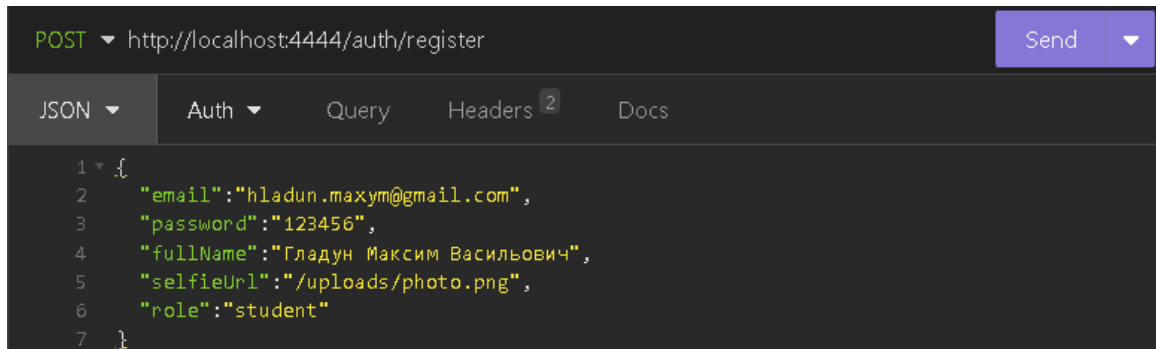 POST http://localhost:4444/auth/register Send
JSON Auth Query Headers 2 Docs
1 {
2 "email":"hladun.maxym@gmail.com",
3 "password":"123456",
4 "fullName":"Гладун Максим Васильович",
5 "selfieUrl":"/uploads/photo.png",
6 "role":"student"
7 }